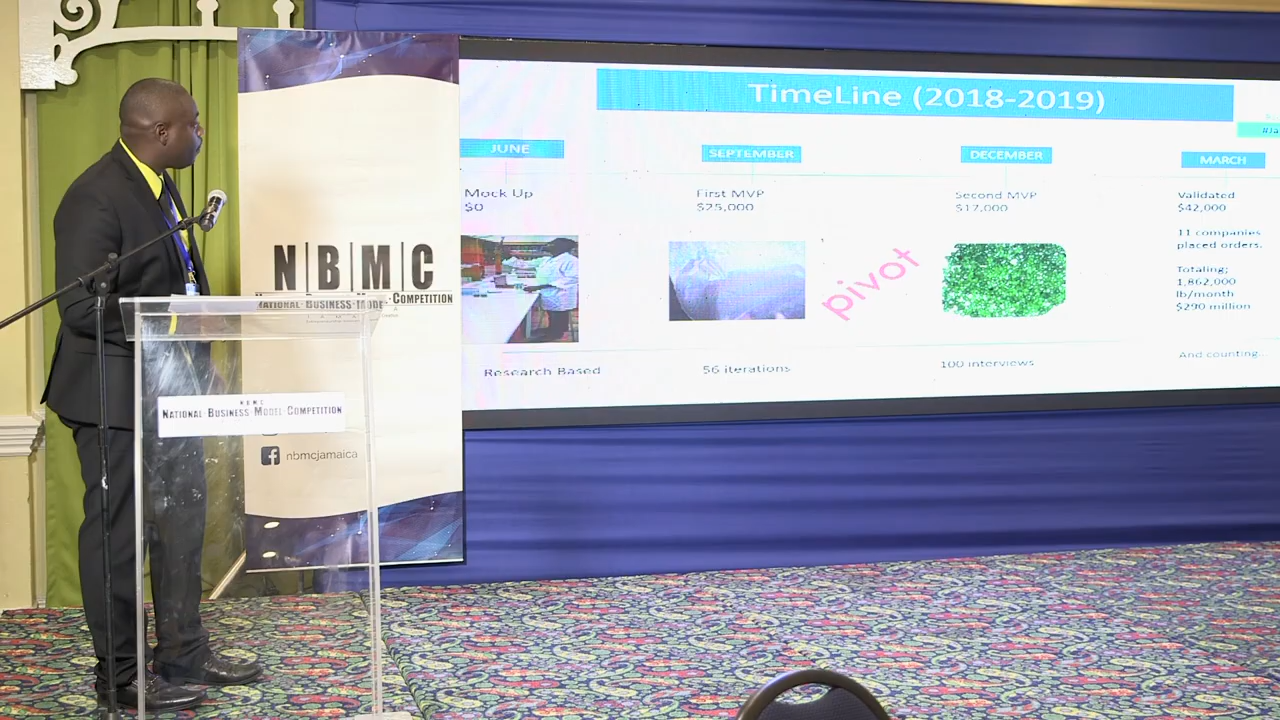 TimeLine (2018-2019)
JUNE
SEPTEMBER
DECEMBER
MARCH
Mock Up
$0
First MVP
$25,000
Second MVP
$17,000
Validated
$42,000
11 companies
placed orders.
Totaling;
1,862,000
lb/month
$290 million
pivot
Research Based
56 iterations
100 interviews
And counting...
N|B|M|C
NATIONAL·BUSINESS·MODEL·COMPETITION
NBMC
NATIONAL·BUSINESS·MODEL·COMPETITION
nbmcjamaica